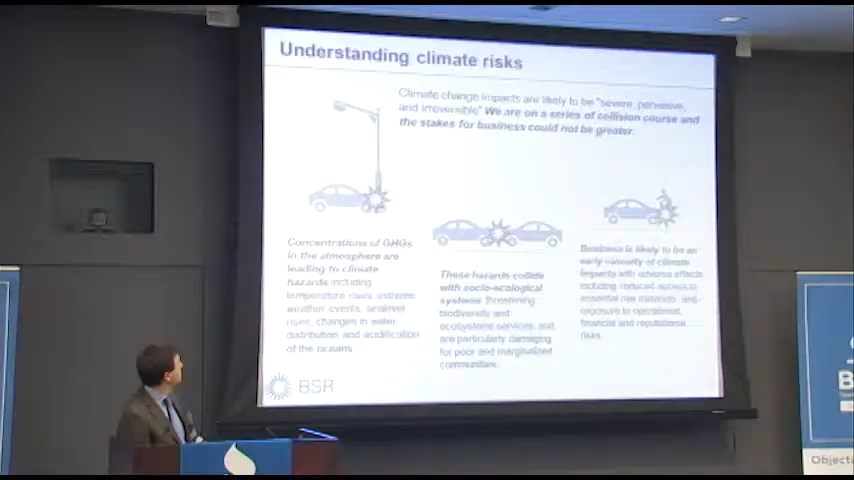 Understanding climate risks
Climate change impacts are likely to be "severe, pervasive,
and irreversible" We are on a series of collision course and
the stakes for business could not be greater.
Concentrations of GHGs
in the atmosphere are
leading to climate
hazards including
temperature rises, extreme
weather events, sealevel
rises, changes in water
distribution and acidification
of the oceans
These hazards collide
with socio-ecological
systems threatening
biodiversity and
ecosystems services, and
are particularly damaging
for poor and marginalized
communities.
Business is likely to be an
early casualty of climate
impacts with adverse effects
including reduced access to
essential raw materials and
exposure to operational,
financial and reputational
risks.
BSR
B
Objecti